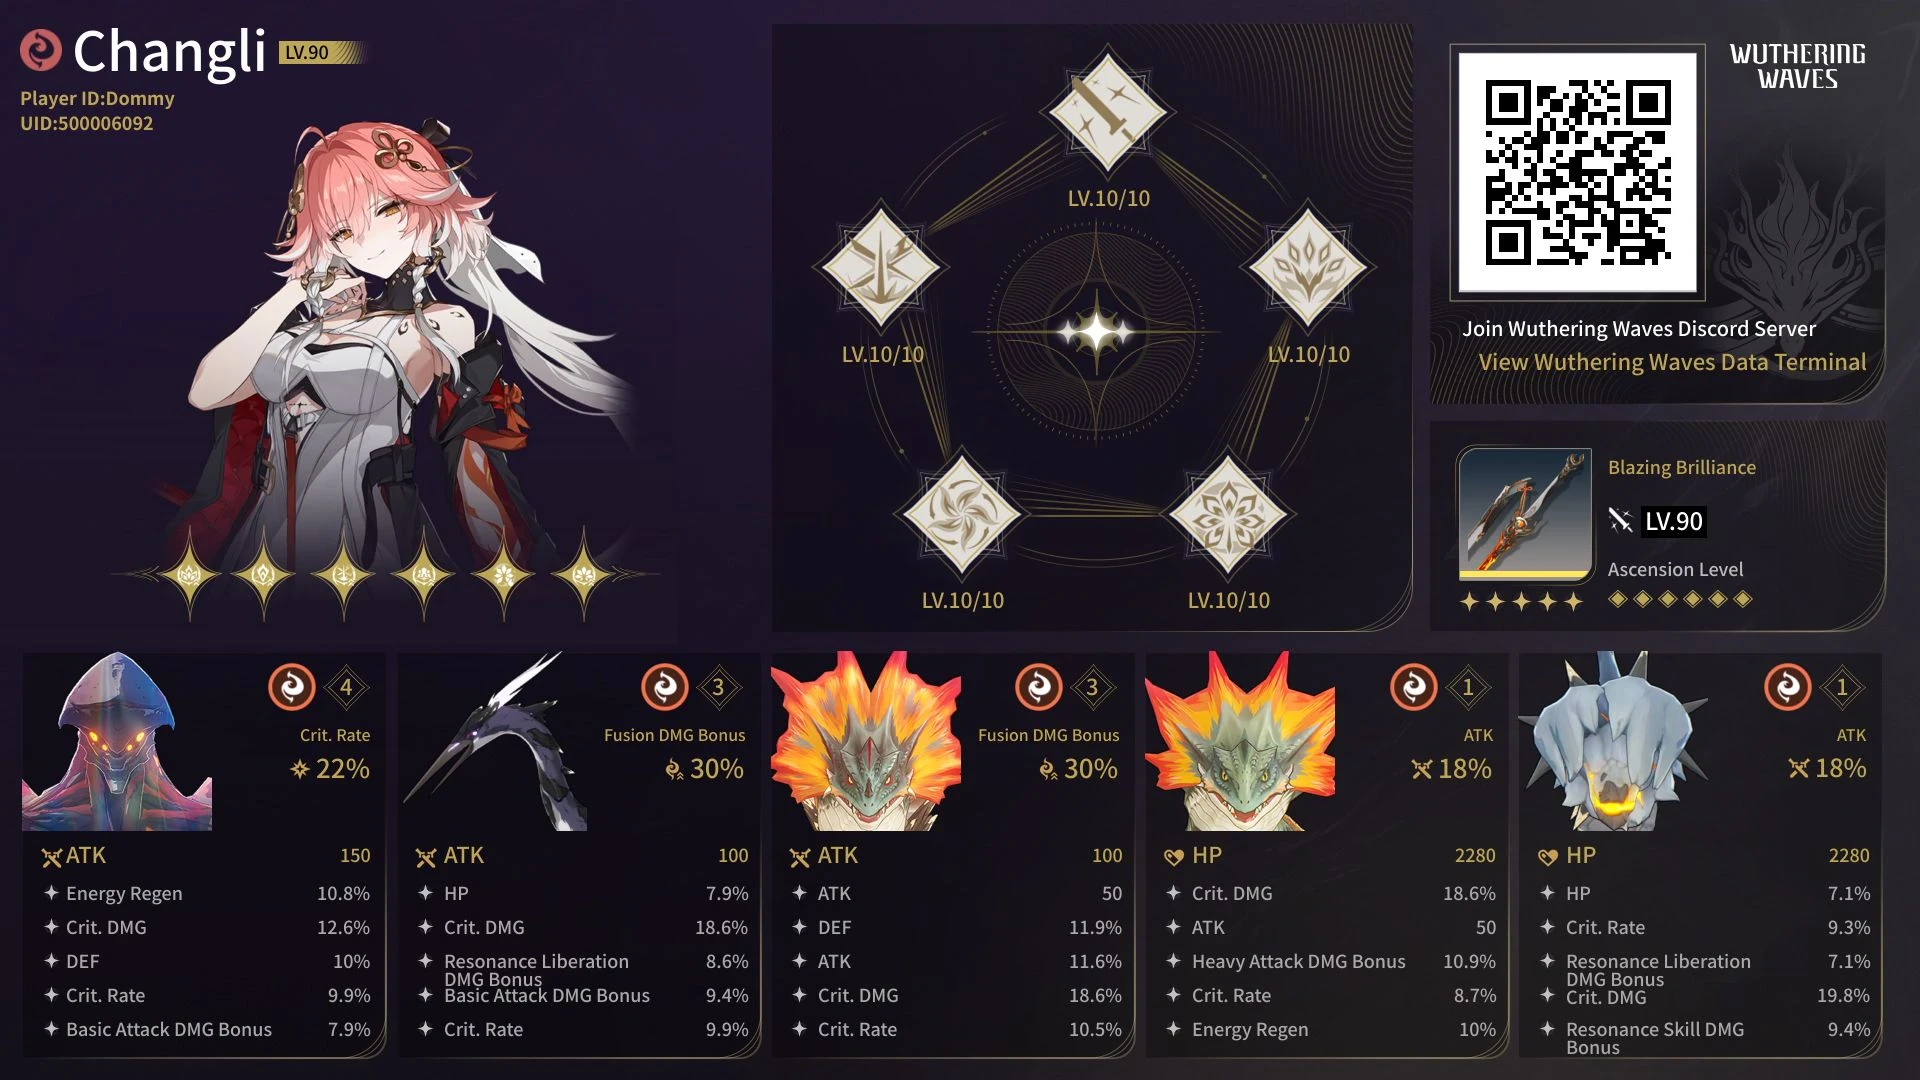 Changli LV.90
Player ID:Dommy
UID:500006092
LV.10/10
LV.10/10
LV.10/10
LV.10/10
LV.10/10
WUTHERING
WAVES
Join Wuthering Waves Discord Server
View Wuthering Waves Data Terminal
Blazing Brilliance
LV.90
Ascension Level
4
Crit. Rate
22%
ATK 150
Energy Regen 10.8%
Crit. DMG 12.6%
DEF 10%
Crit. Rate 9.9%
Basic Attack DMG Bonus 7.9%
3
Fusion DMG Bonus
30%
ATK 100
HP 7.9%
Crit. DMG 18.6%
Resonance Liberation 8.6%
DMG Bonus
Basic Attack DMG Bonus 9.4%
Crit. Rate 9.9%
3
Fusion DMG Bonus
30%
ATK 100
ATK 50
DEF 11.9%
ATK 11.6%
Crit. DMG 18.6%
Crit. Rate 10.5%
1
ATK
18%
HP 2280
Crit. DMG 18.6%
ATK 50
Heavy Attack DMG Bonus 10.9%
Crit. Rate 8.7%
Energy Regen 10%
1
ATK
18%
HP 2280
HP 7.1%
Crit. Rate 9.3%
Resonance Liberation 7.1%
DMG Bonus
Crit. DMG 19.8%
Resonance Skill DMG 9.4%
Bonus